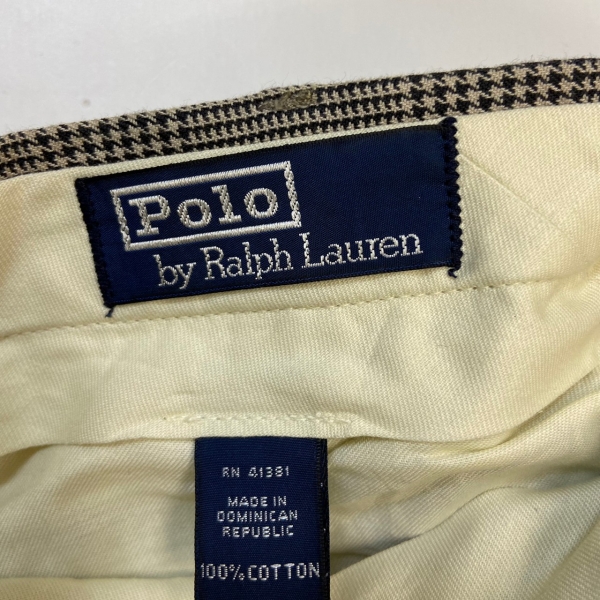 Polo
by Ralph Lauren
RN 41381
MADE IN
DOMINICAN
REPUBLIC
100% COTTON